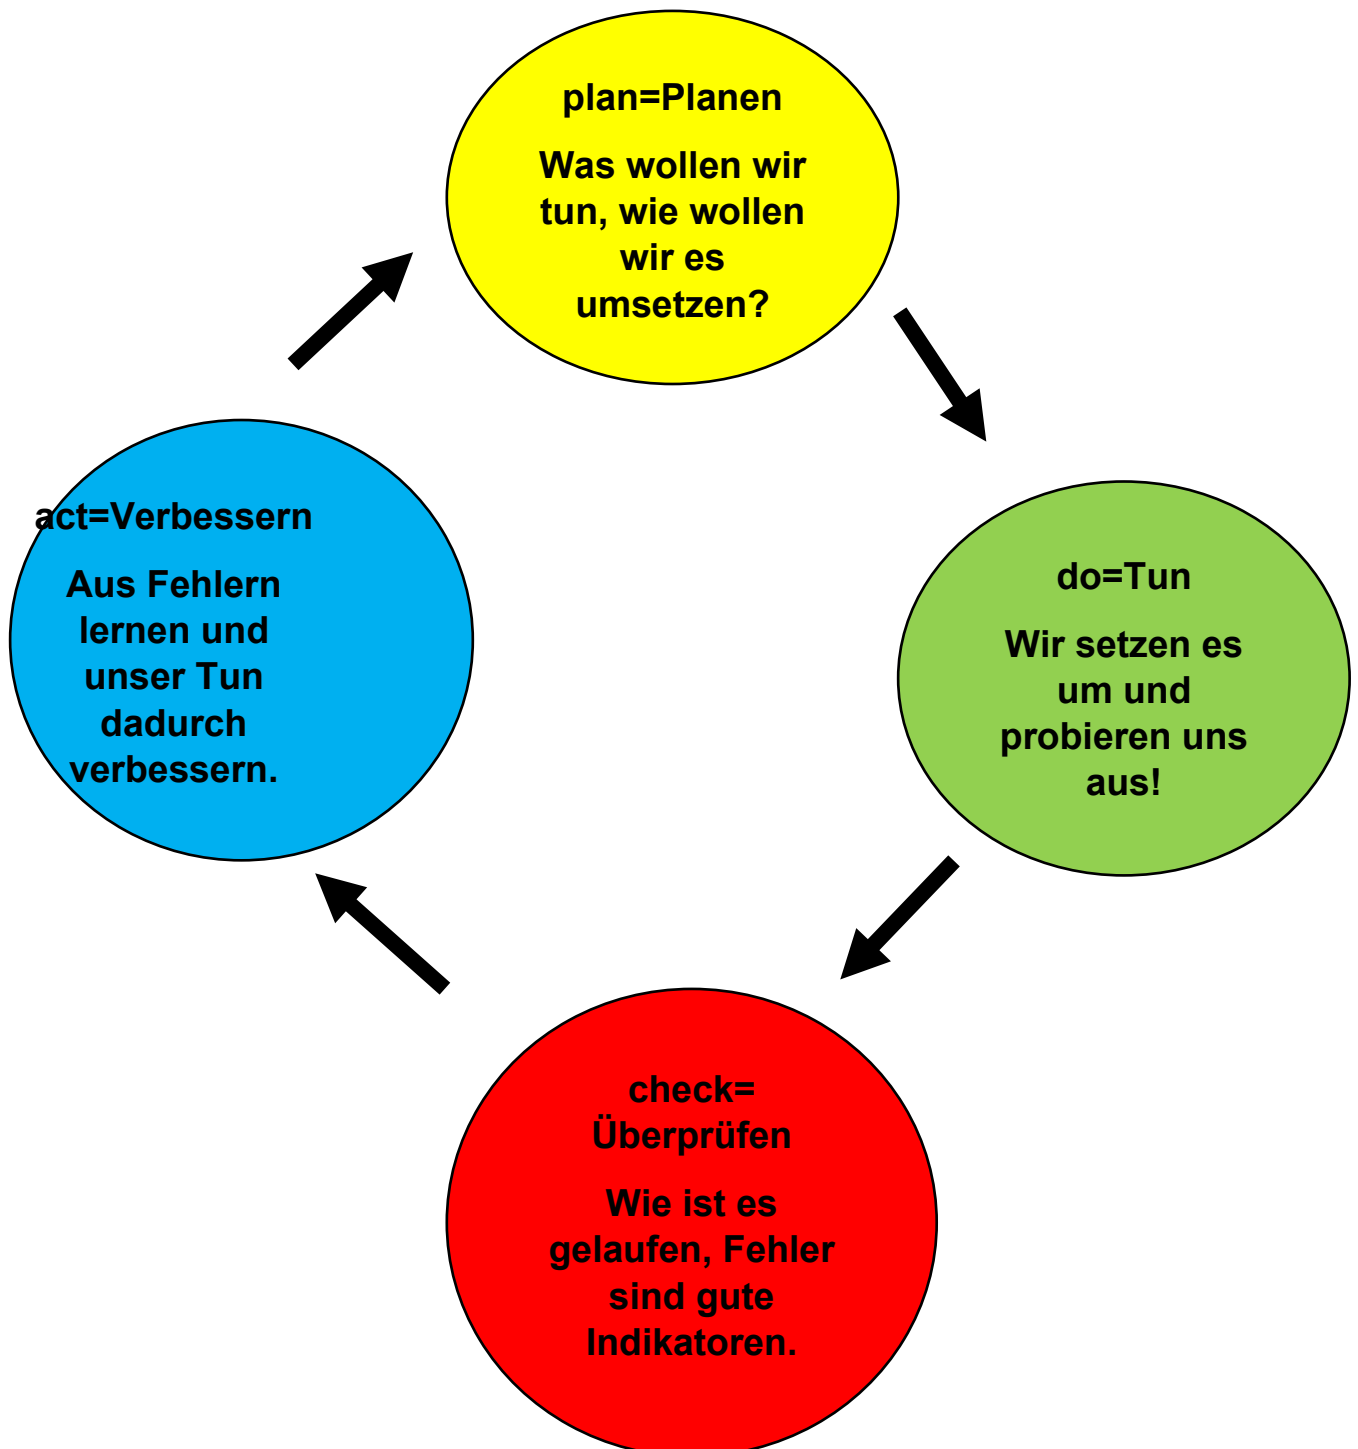 plan=Planen
Was wollen wir
tun, wie wollen
wir es
umsetzen?
act=Verbessern
Aus Fehlern
lernen und
unser Tun
dadurch
verbessern.
do=Tun
Wir setzen es
um und
probieren uns
aus!
check=
Überprüfen
Wie ist es
gelaufen, Fehler
sind gute
Indikatoren.